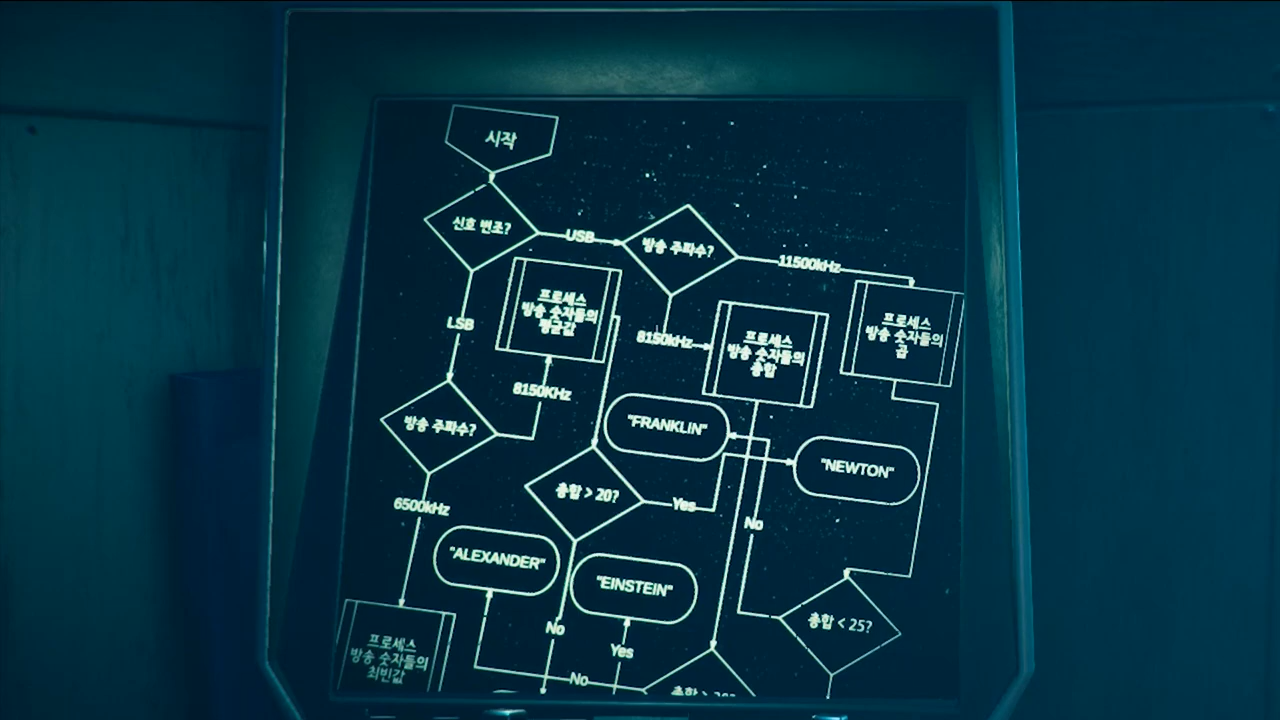 시작
신호 변조?
USB
방송 주파수?
11500kHz
프로세스
방송 숫자들의
평균값
프로세스
방송 숫자들의
곱
LSB
8150kHz
프로세스
방송 숫자들의
총합
8150KHz
방송 주파수?
"FRANKLIN"
"NEWTON"
총합 > 20?
Yes
6500kHz
No
"ALEXANDER"
"EINSTEIN"
총합 < 25?
No
Yes
프로세스
방송 숫자들의
최빈값
No